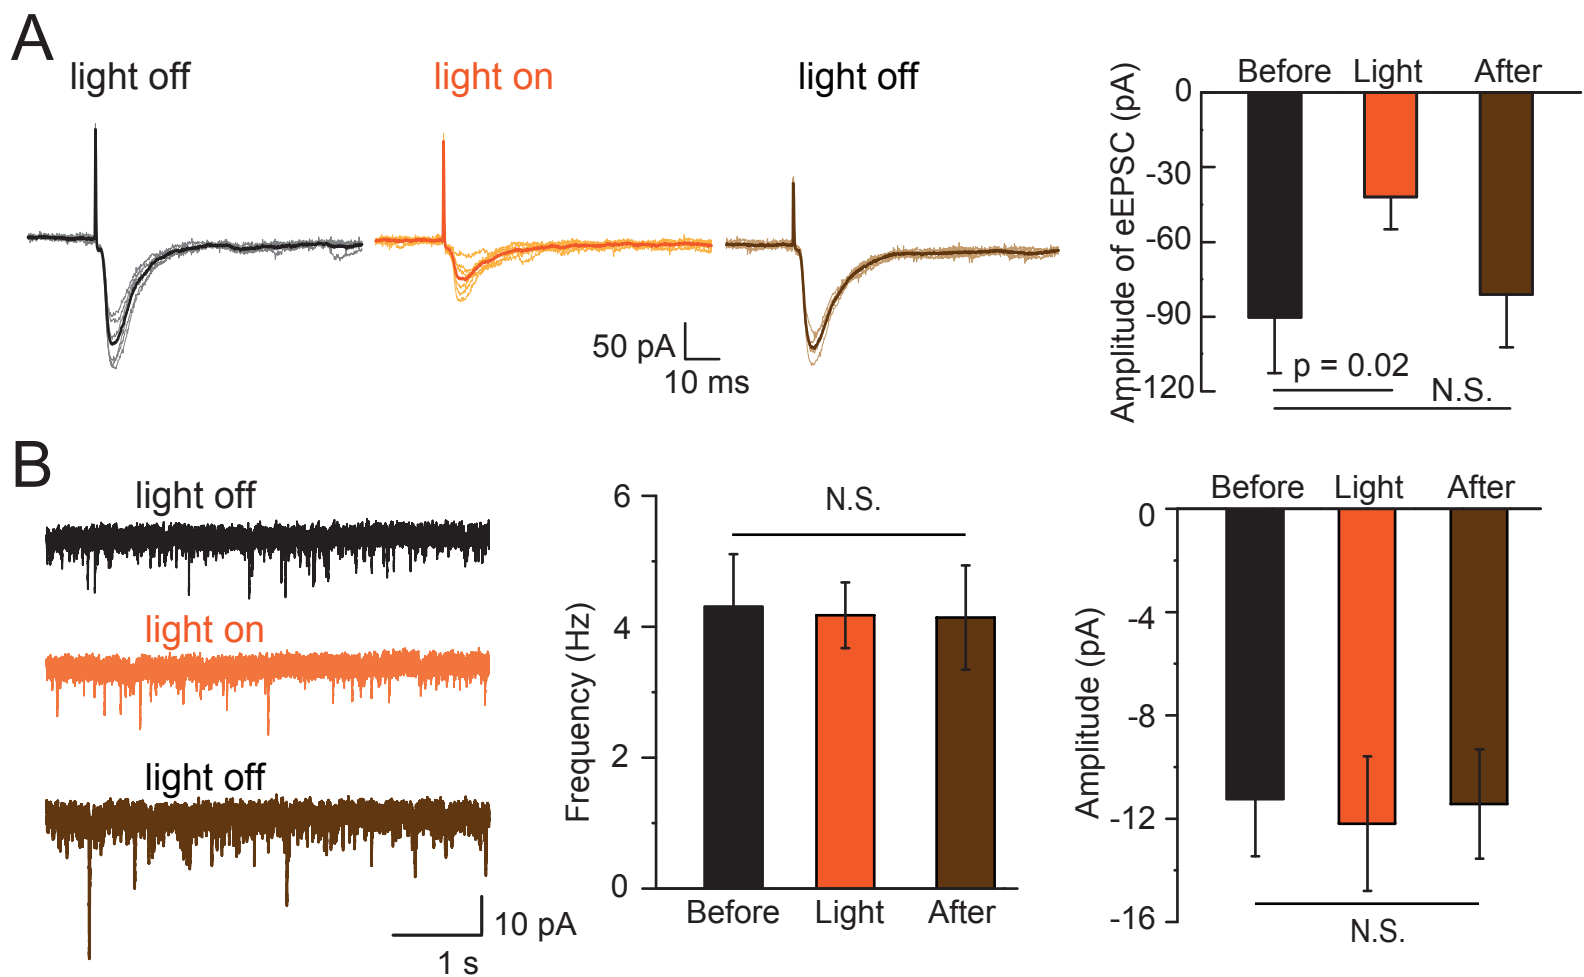 A
light off
light on
light off
50 pA
10 ms
Before Light After
Amplitude of eEPSC (pA)
0
-30
-60
-90
-120
p = 0.02
N.S.
B
light off
light on
light off
10 pA
1 s
Frequency (Hz)
6
4
2
0
N.S.
Before Light After
Before Light After
Amplitude (pA)
0
-4
-8
-12
-16
N.S.